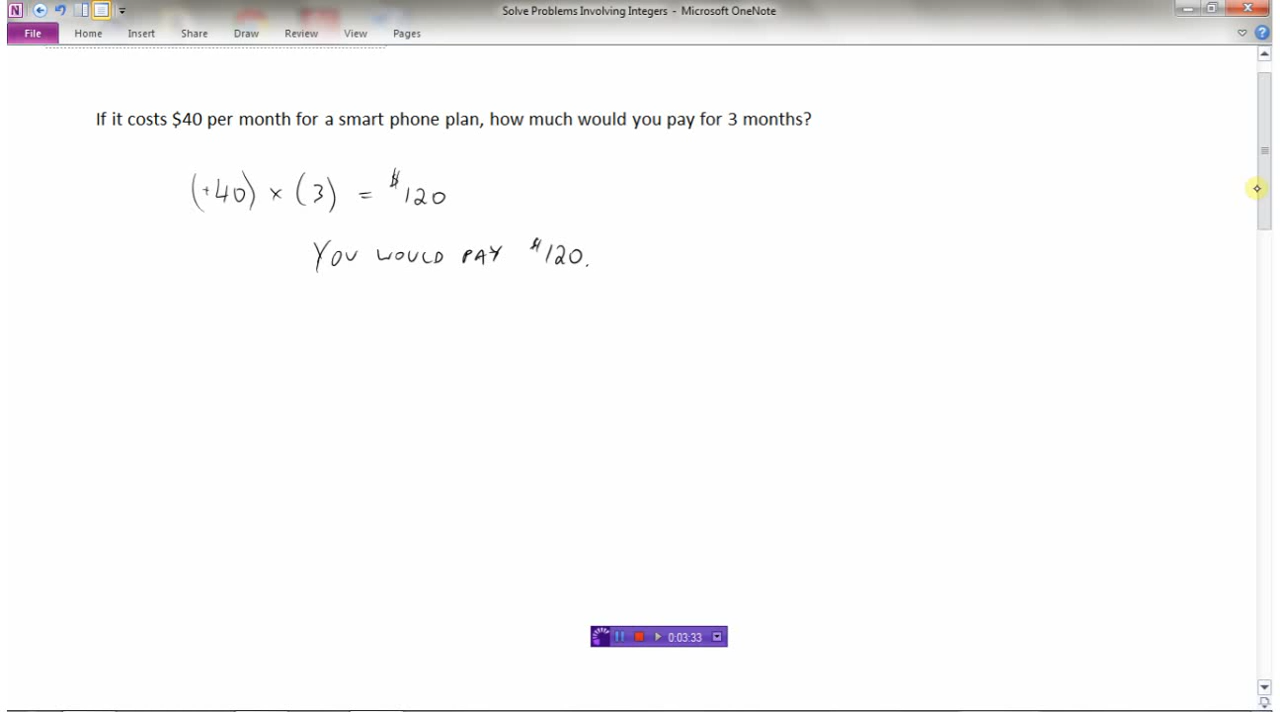 Solve Problems Involving Integers - Microsoft OneNote
File Home Insert Share Draw Review View Pages
If it costs $40 per month for a smart phone plan, how much would you pay for 3 months?
(+40) × (3) = $120
YOU WOULD PAY $120.
0:03:33